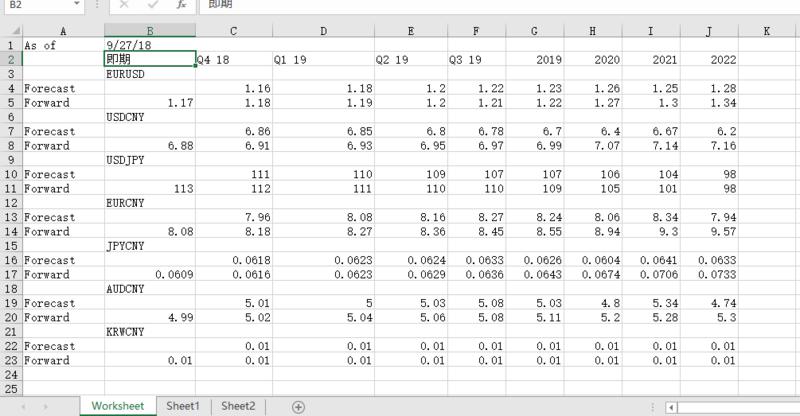 B2 fx 即期
A B C D E F G H I J K
1 As of 9/27/18
2 即期 Q4 18 Q1 19 Q2 19 Q3 19 2019 2020 2021 2022
3 EURUSD
4 Forecast 1.16 1.18 1.2 1.22 1.23 1.26 1.25 1.28
5 Forward 1.17 1.18 1.19 1.2 1.21 1.22 1.27 1.3 1.34
6 USDCNY
7 Forecast 6.86 6.85 6.8 6.78 6.7 6.4 6.67 6.2
8 Forward 6.88 6.91 6.93 6.95 6.97 6.99 7.07 7.14 7.16
9 USDJPY
10 Forecast 111 110 109 107 107 106 104 98
11 Forward 113 112 111 110 110 109 105 101 98
12 EURCNY
13 Forecast 7.96 8.08 8.16 8.27 8.24 8.06 8.34 7.94
14 Forward 8.08 8.18 8.27 8.36 8.45 8.55 8.94 9.3 9.57
15 JPYCNY
16 Forecast 0.0618 0.0623 0.0624 0.0633 0.0626 0.0604 0.0641 0.0633
17 Forward 0.0609 0.0616 0.0623 0.0629 0.0636 0.0643 0.0674 0.0706 0.0733
18 AUDCNY
19 Forecast 5.01 5 5.03 5.08 5.03 4.8 5.34 4.74
20 Forward 4.99 5.02 5.04 5.06 5.08 5.11 5.2 5.28 5.3
21 KRWCNY
22 Forecast 0.01 0.01 0.01 0.01 0.01 0.01 0.01 0.01
23 Forward 0.01 0.01 0.01 0.01 0.01 0.01 0.01 0.01 0.01
24
25
Worksheet Sheet1 Sheet2